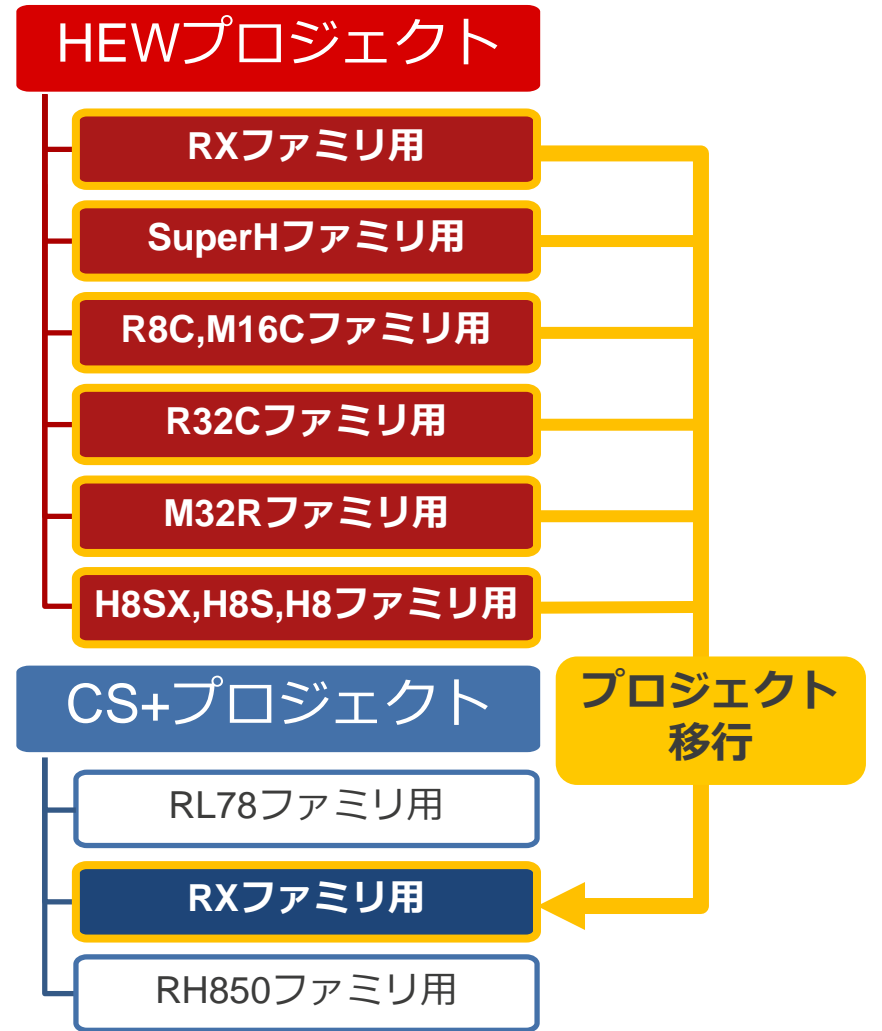 HEWプロジェクト
RXファミリ用
SuperHファミリ用
R8C,M16Cファミリ用
R32Cファミリ用
M32Rファミリ用
H8SX,H8S,H8ファミリ用
CS+プロジェクト
RL78ファミリ用
RXファミリ用
RH850ファミリ用
プロジェクト
移行